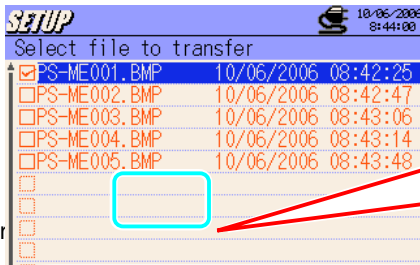 SETUP
10/06/2006
8:44:00
Select file to transfer
PS-ME001.BMP 10/06/2006 08:42:25
PS-ME002.BMP 10/06/2006 08:42:47
PS-ME003.BMP 10/06/2006 08:43:06
PS-ME004.BMP 10/06/2006 08:43:14
PS-ME005.BMP 10/06/2006 08:43:48
r